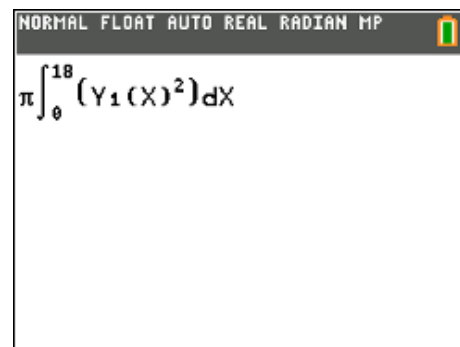 NORMAL FLOAT AUTO REAL RADIAN MP
π∫₀¹⁸(Y₁(X)²)dX